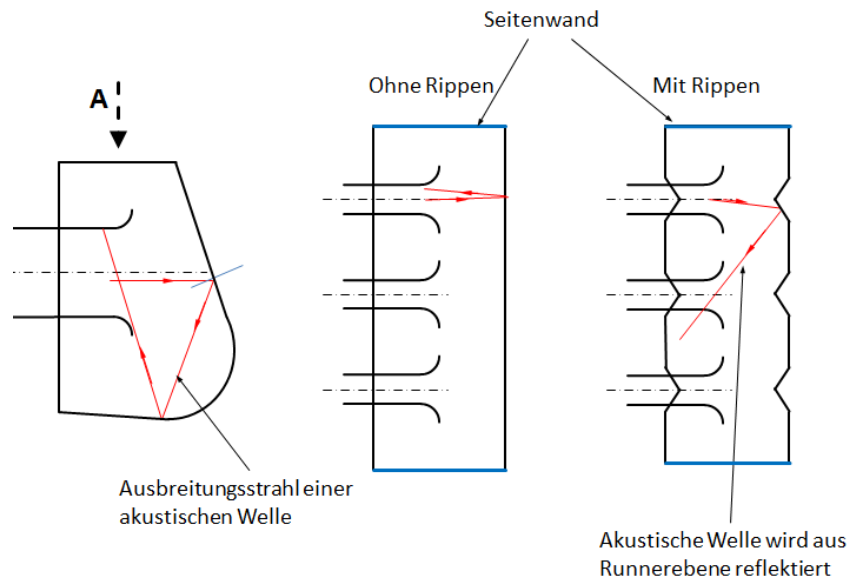 Seitenwand
A
Ohne Rippen
Mit Rippen
Ausbreitungsstrahl einer
akustischen Welle
Akustische Welle wird aus
Runnerebene reflektiert